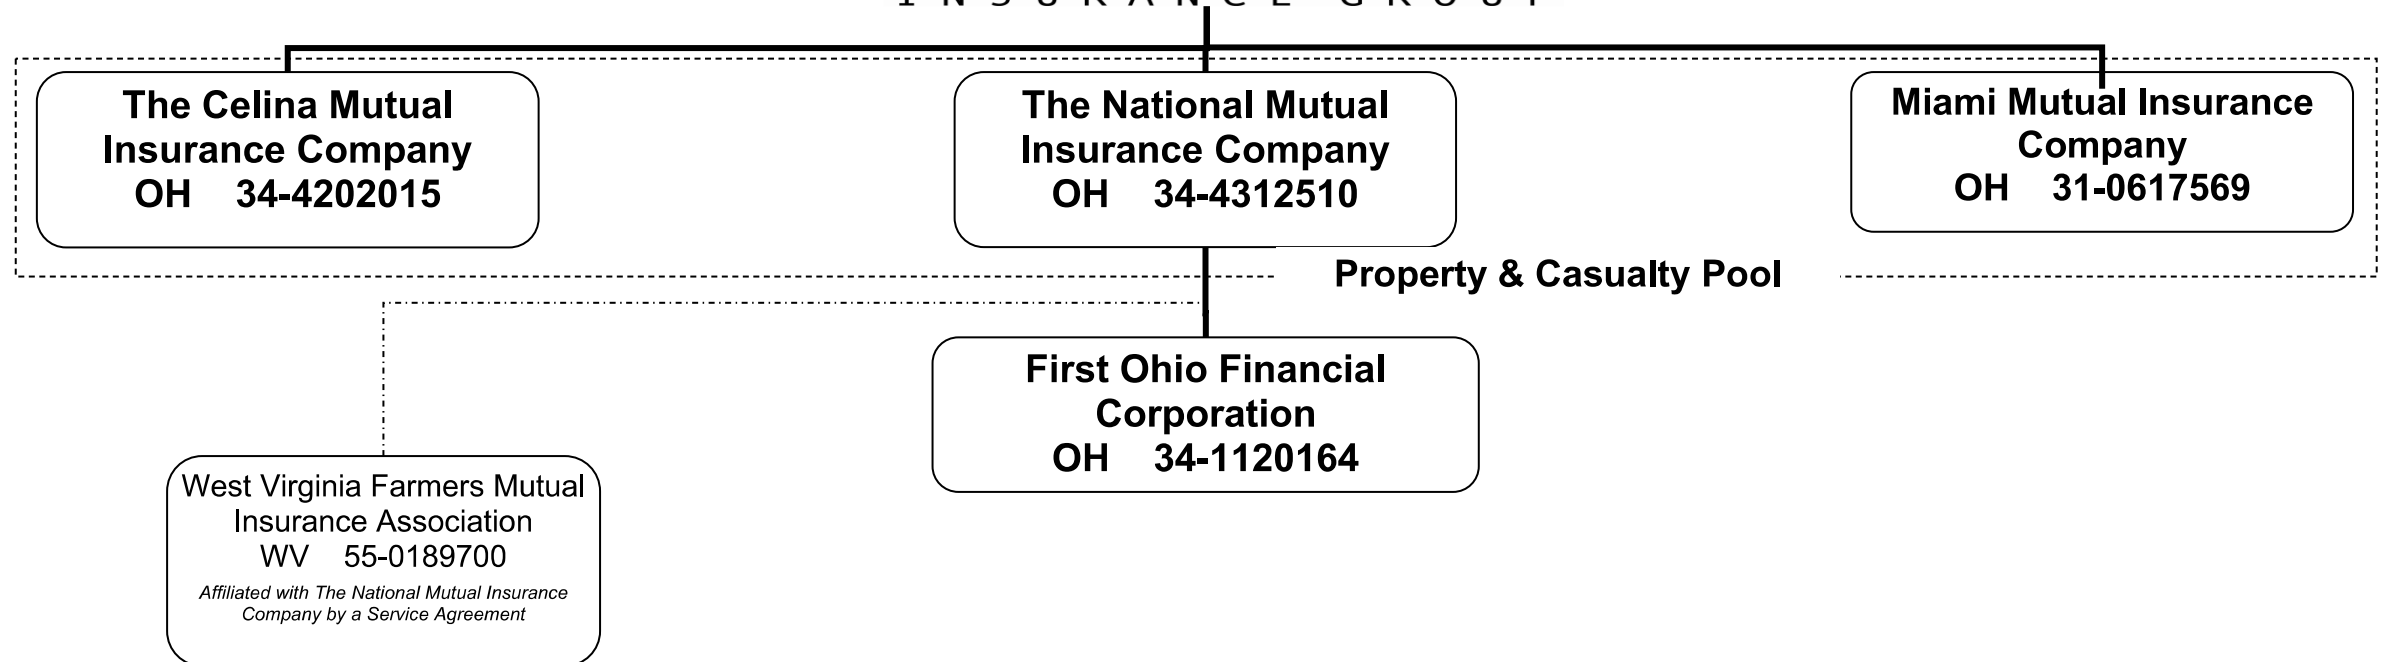 INSURANCE GROUP
The Celina Mutual
Insurance Company
OH 34-4202015
The National Mutual
Insurance Company
OH 34-4312510
Miami Mutual Insurance
Company
OH 31-0617569
Property & Casualty Pool
First Ohio Financial
Corporation
OH 34-1120164
West Virginia Farmers Mutual
Insurance Association
WV 55-0189700
Affiliated with The National Mutual Insurance
Company by a Service Agreement